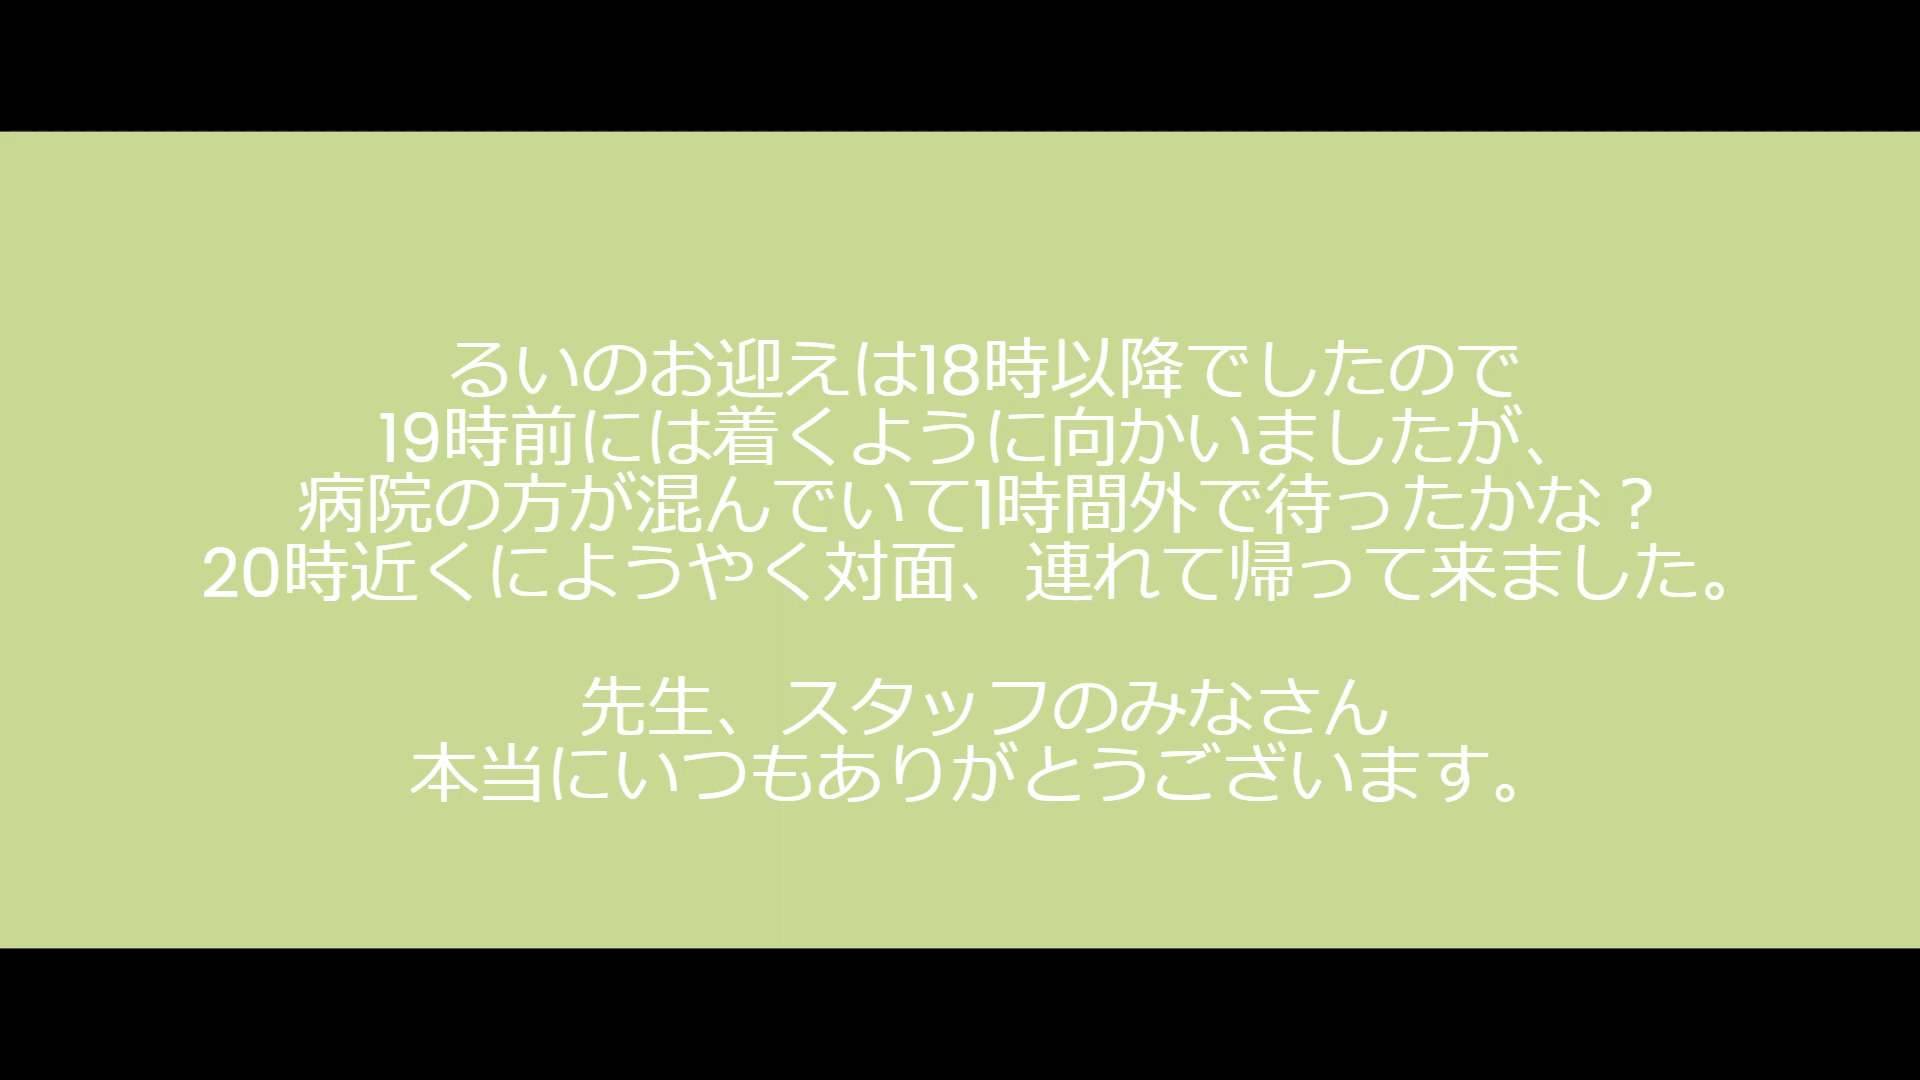 るいのお迎えは18時以降でしたので
19時前には着くように向かいましたが、
病院の方が混んでいて1時間外で待ったかな？
20時近くにようやく対面、連れて帰って来ました。
先生、スタッフのみなさん
本当にいつもありがとうございます。